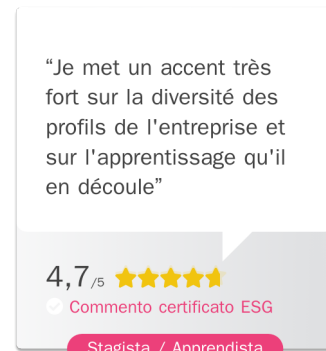 “Je met un accent très
fort sur la diversité des
profils de l'entreprise et
sur l'apprentissage qu'il
en découle”
4,7/5
Commento certificato ESG
Stagista / Apprendista